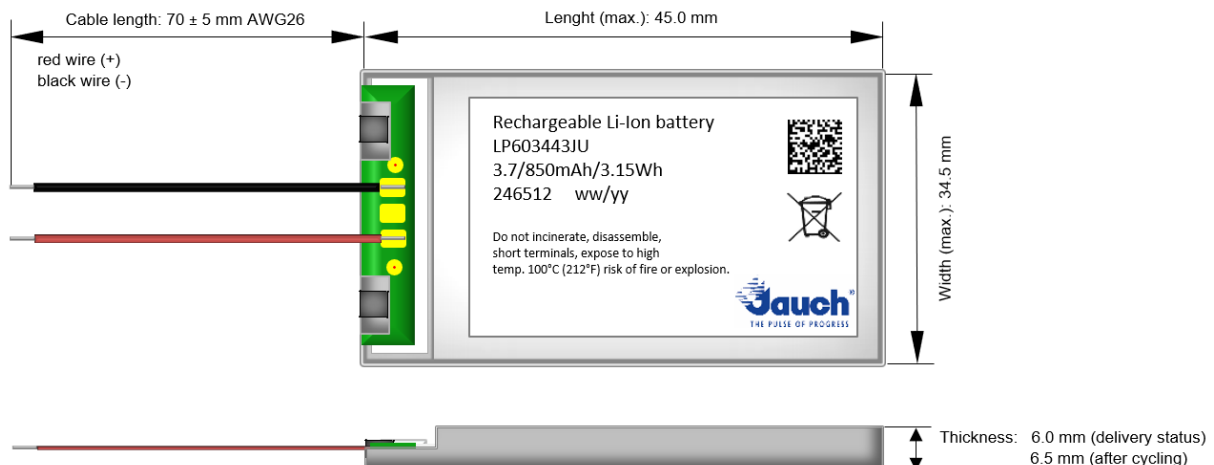 Cable length: 70 ± 5 mm AWG26
Lenght (max.): 45.0 mm
red wire (+)
black wire (-)
Rechargeable Li-Ion battery
LP603443JU
3.7/850mAh/3.15Wh
246512 ww/yy
Do not incinerate, disassemble,
short terminals, expose to high
temp. 100°C (212°F) risk of fire or explosion.
Jauch®
THE PULSE OF PROGRESS
Width (max.): 34.5 mm
Thickness: 6.0 mm (delivery status)
6.5 mm (after cycling)